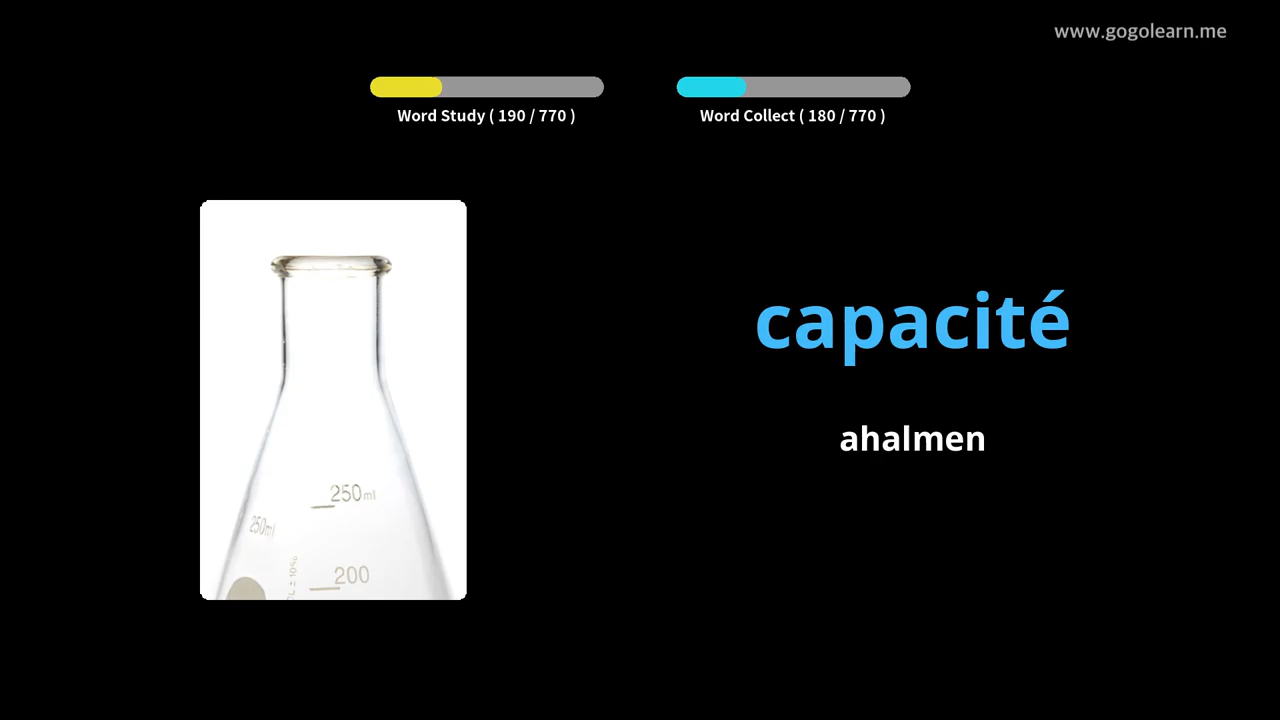 www.gogolearn.me
Word Study ( 190 / 770 )
Word Collect ( 180 / 770 )
capacité
ahalmen
250ml
250ml
200